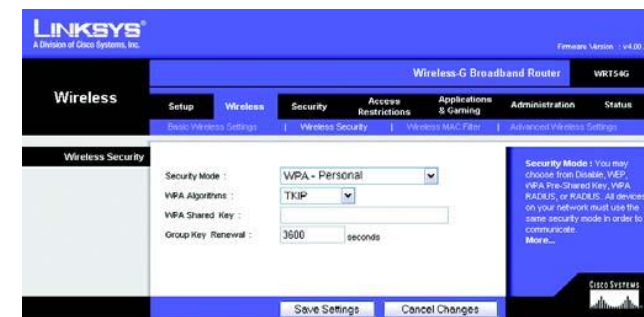 LINKSYS®
A Division of Cisco Systems, Inc.
Firmware Version : v4.00.
Wireless-G Broadband Router WRT54G
Wireless
Setup Wireless Security Access Restrictions Applications & Gaming Administration Status
Basic Wireless Settings | Wireless Security | Wireless MAC Filter | Advanced Wireless Settings
Wireless Security
Security Mode : WPA - Personal
WPA Algorithms : TKIP
WPA Shared Key :
Group Key Renewal : 3600 seconds
Security Mode : You may
choose from Disable, WEP,
WPA Pre-Shared Key, WPA
RADIUS, or RADIUS. All devices
on your network must use the
same security mode in order to
communicate.
More...
CISCO SYSTEMS
Save Settings Cancel Changes